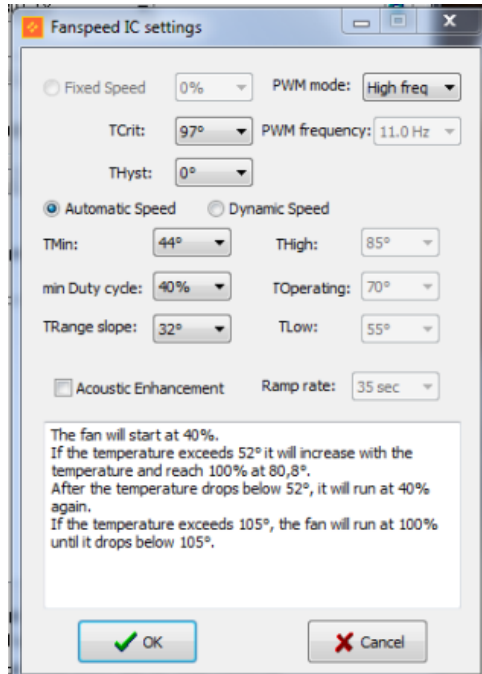 Fanspeed IC settings
Fixed Speed 0% PWM mode: High freq
TCrit: 97° PWM frequency: 11.0 Hz
THyst: 0°
Automatic Speed Dynamic Speed
TMin: 44° THigh: 85°
min Duty cycle: 40% TOperating: 70°
TRange slope: 32° TLow: 55°
Acoustic Enhancement Ramp rate: 35 sec
The fan will start at 40%.
If the temperature exceeds 52° it will increase with the
temperature and reach 100% at 80,8°.
After the temperature drops below 52°, it will run at 40%
again.
If the temperature exceeds 105°, the fan will run at 100%
until it drops below 105°.
OK Cancel